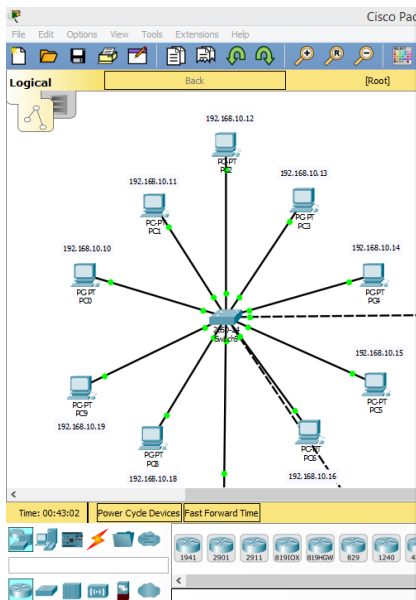 Cisco Pac
File Edit Options View Tools Extensions Help
Logical Back [Root]
192.168.10.12
PC-PT
PC2
192.168.10.11
PC-PT
PC1
192.168.10.13
PC-PT
PC3
192.168.10.10
PC-PT
PC0
192.168.10.14
PC-PT
PC4
2950-24
Switch5
192.168.10.15
PC-PT
PC5
PC-PT
PC9
192.168.10.19
PC-PT
PC8
192.168.10.18
PC-PT
PC6
192.168.10.16
Time: 00:43:02 Power Cycle Devices Fast Forward Time
1941 2901 2911 819IOX 819HGW 829 1240